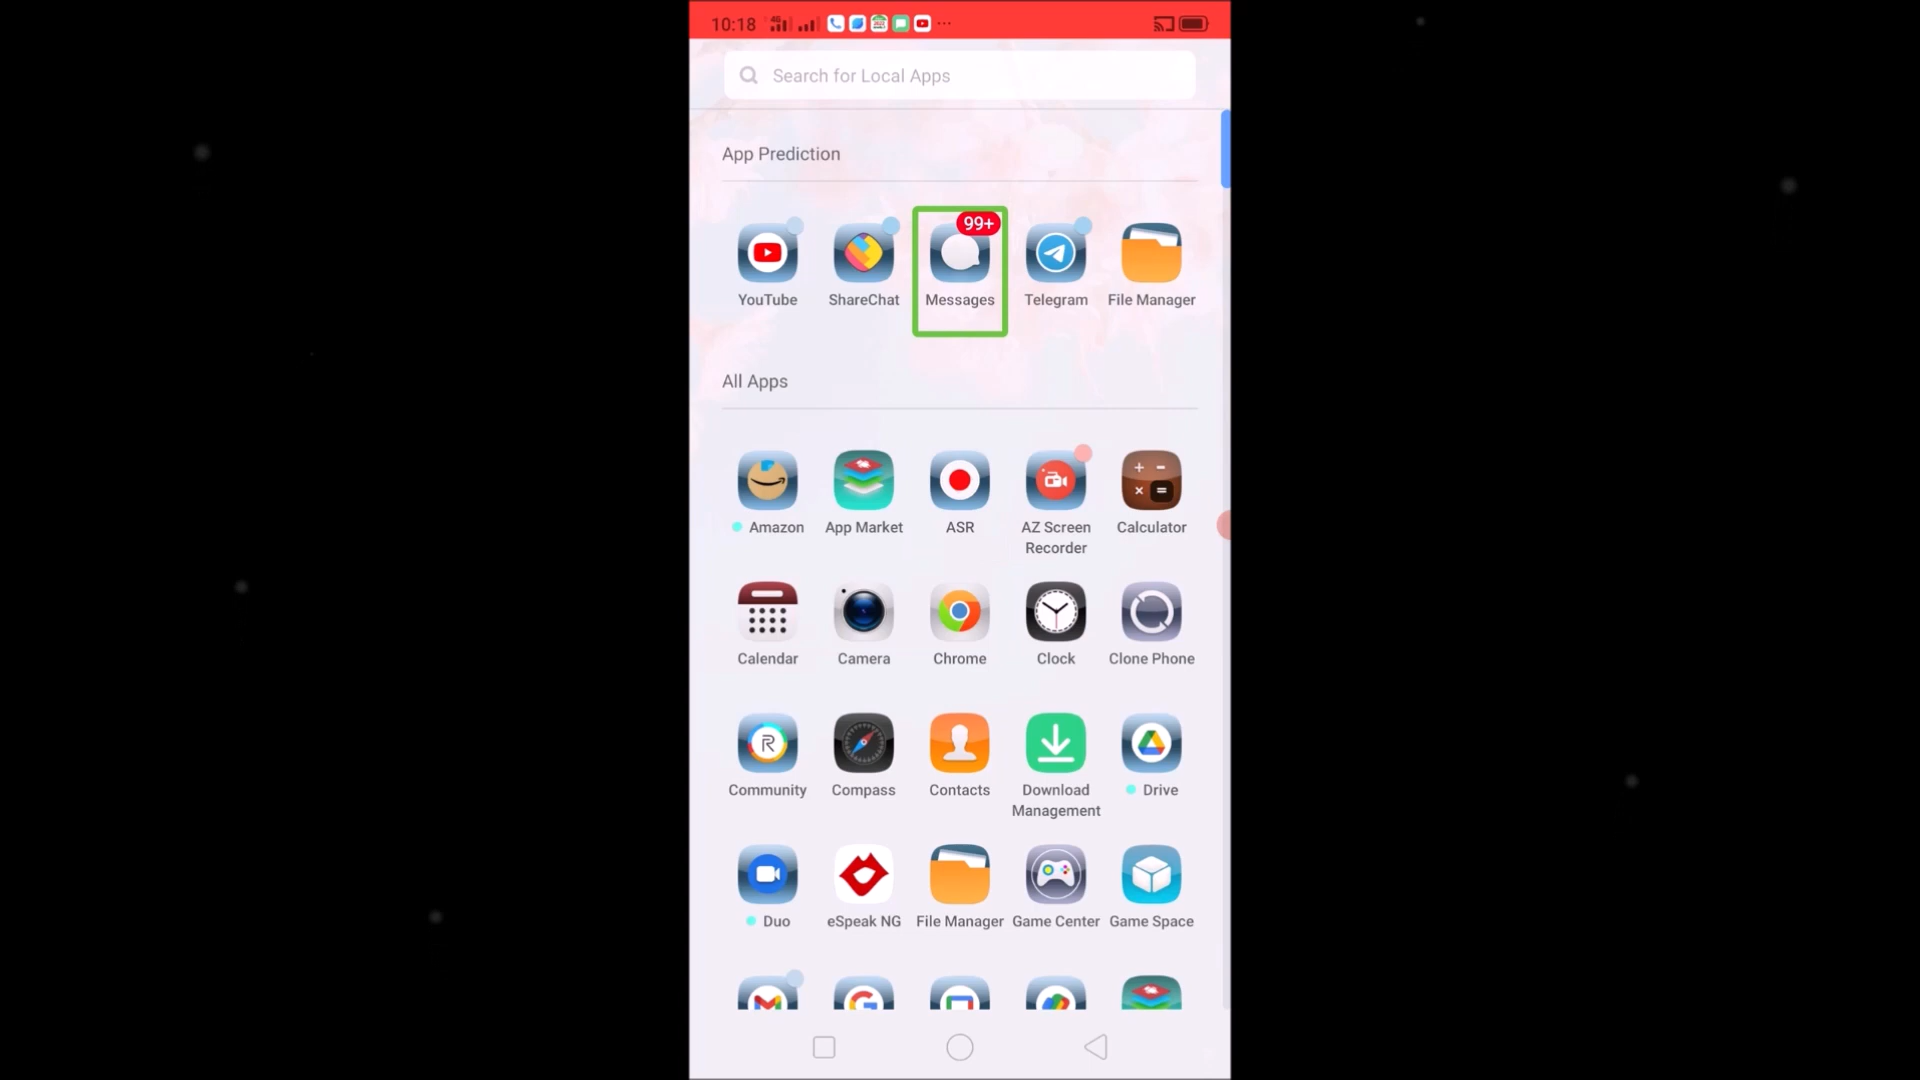 10:18
4G
Search for Local Apps
App Prediction
99+
YouTube ShareChat Messages Telegram File Manager
All Apps
Amazon App Market ASR AZ Screen Recorder Calculator
Calendar Camera Chrome Clock Clone Phone
Community Compass Contacts Download Management Drive
Duo eSpeak NG File Manager Game Center Game Space